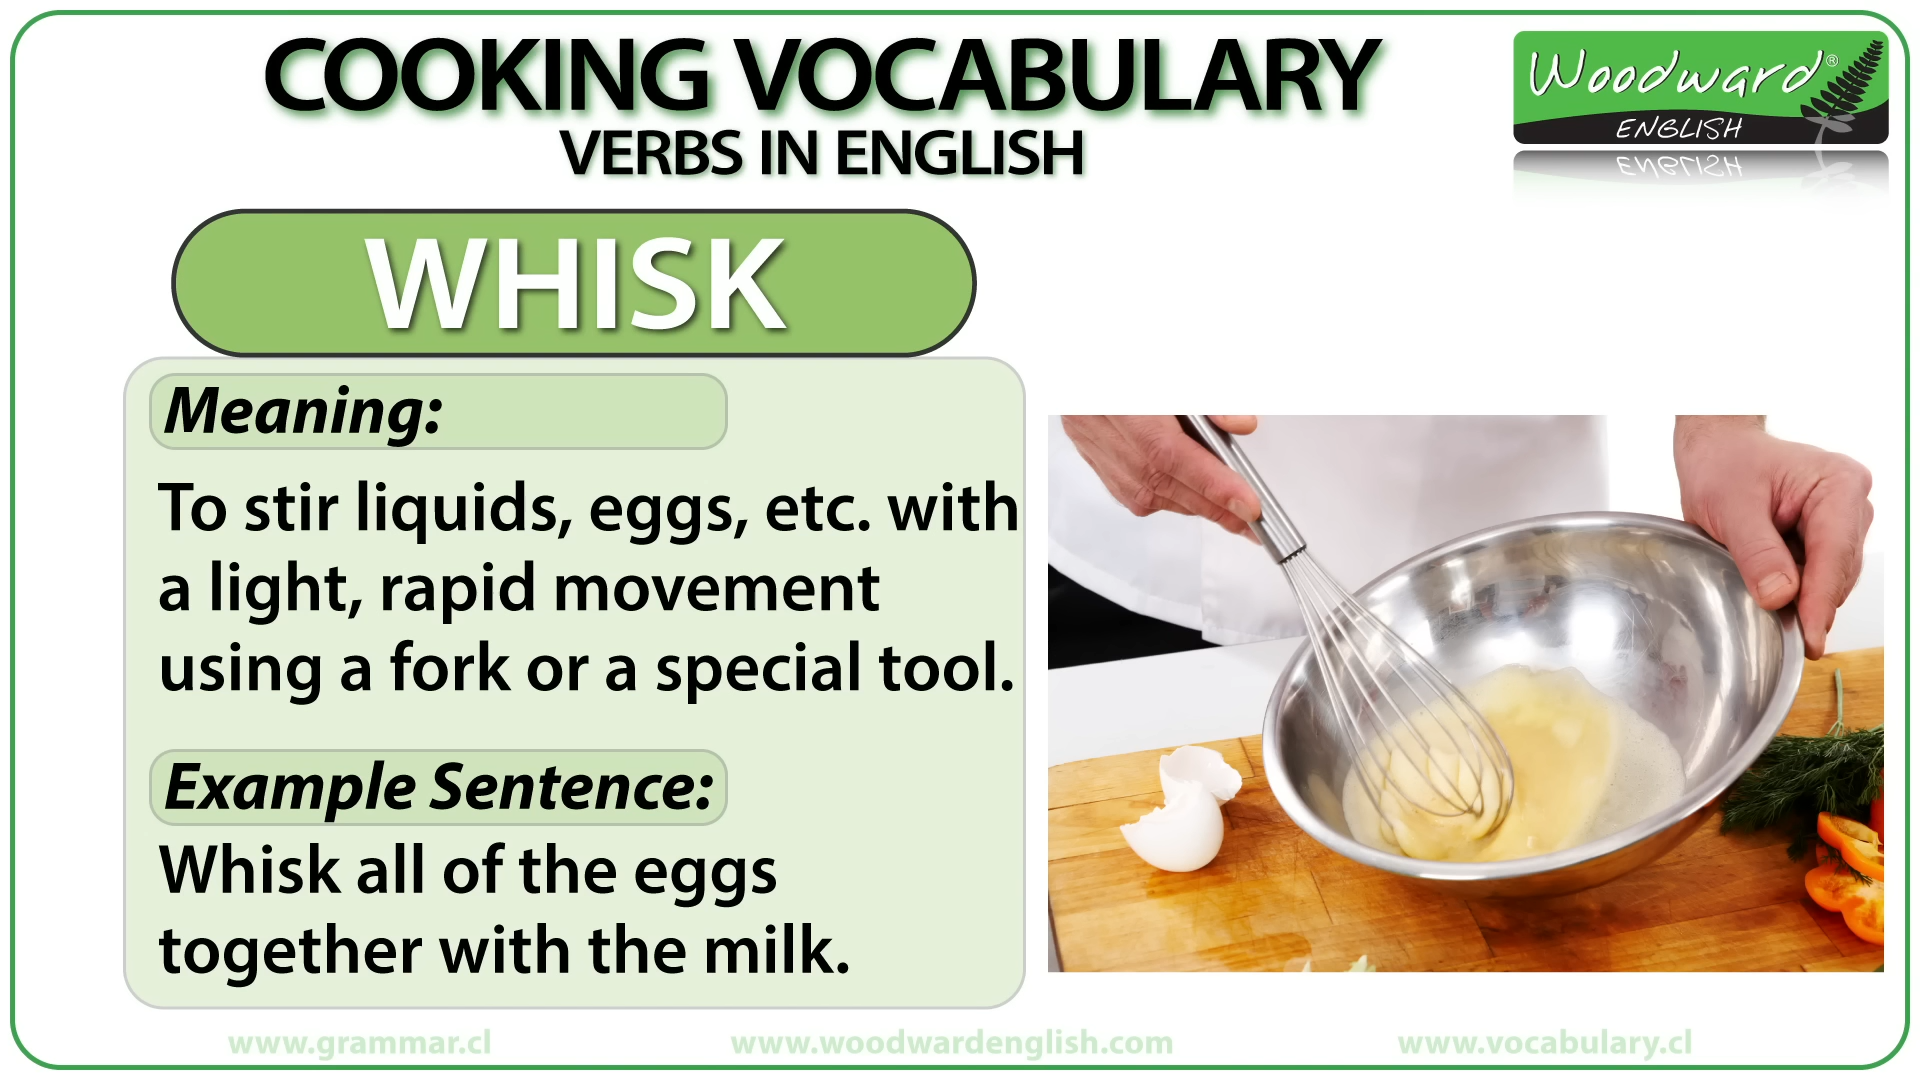 COOKING VOCABULARY
VERBS IN ENGLISH
Woodward®
ENGLISH
WHISK
Meaning:
To stir liquids, eggs, etc. with
a light, rapid movement
using a fork or a special tool.
Example Sentence:
Whisk all of the eggs
together with the milk.
www.grammar.cl
www.woodwardenglish.com
www.vocabulary.cl